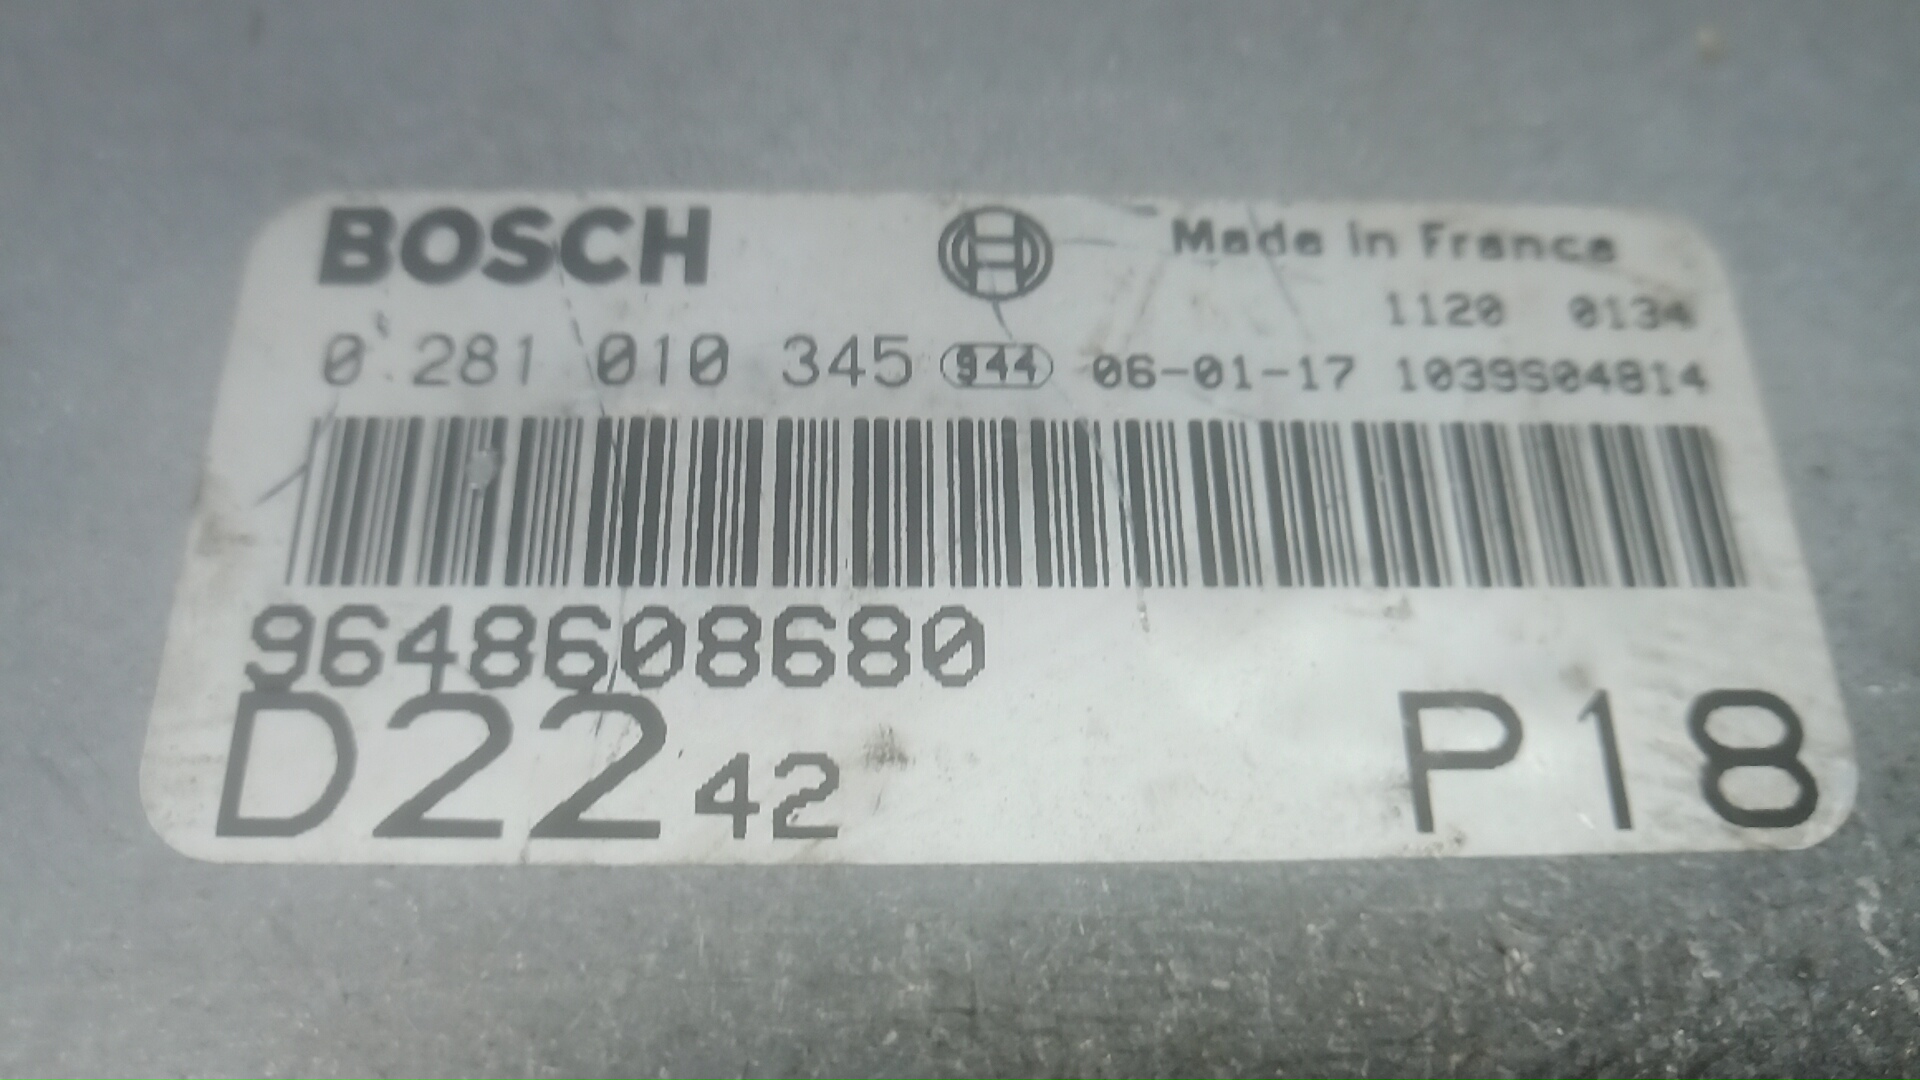 BOSCH Made in France
1120 0134
0 281 010 345 944 06-01-17 1039S04814
9648608680
D22 42 P18